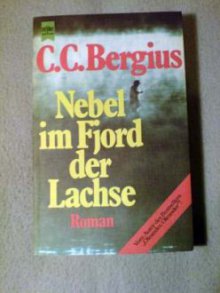 C.C. Bergius
Nebel
im Fjord
der
Lachse
Roman